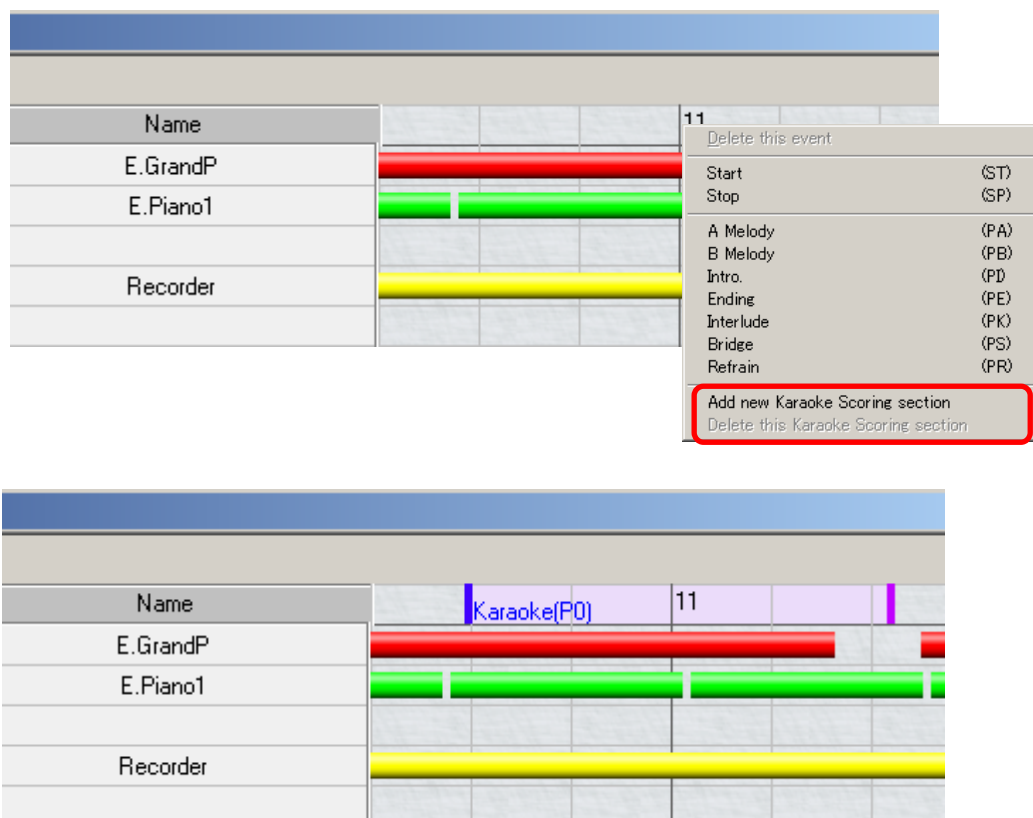 Name
11
E.GrandP
E.Piano1
Recorder
Delete this event
Start (ST)
Stop (SP)
A Melody (PA)
B Melody (PB)
Intro. (PI)
Ending (PE)
Interlude (PK)
Bridge (PS)
Refrain (PR)
Add new Karaoke Scoring section
Delete this Karaoke Scoring section
Name
Karaoke(P0)
11
E.GrandP
E.Piano1
Recorder